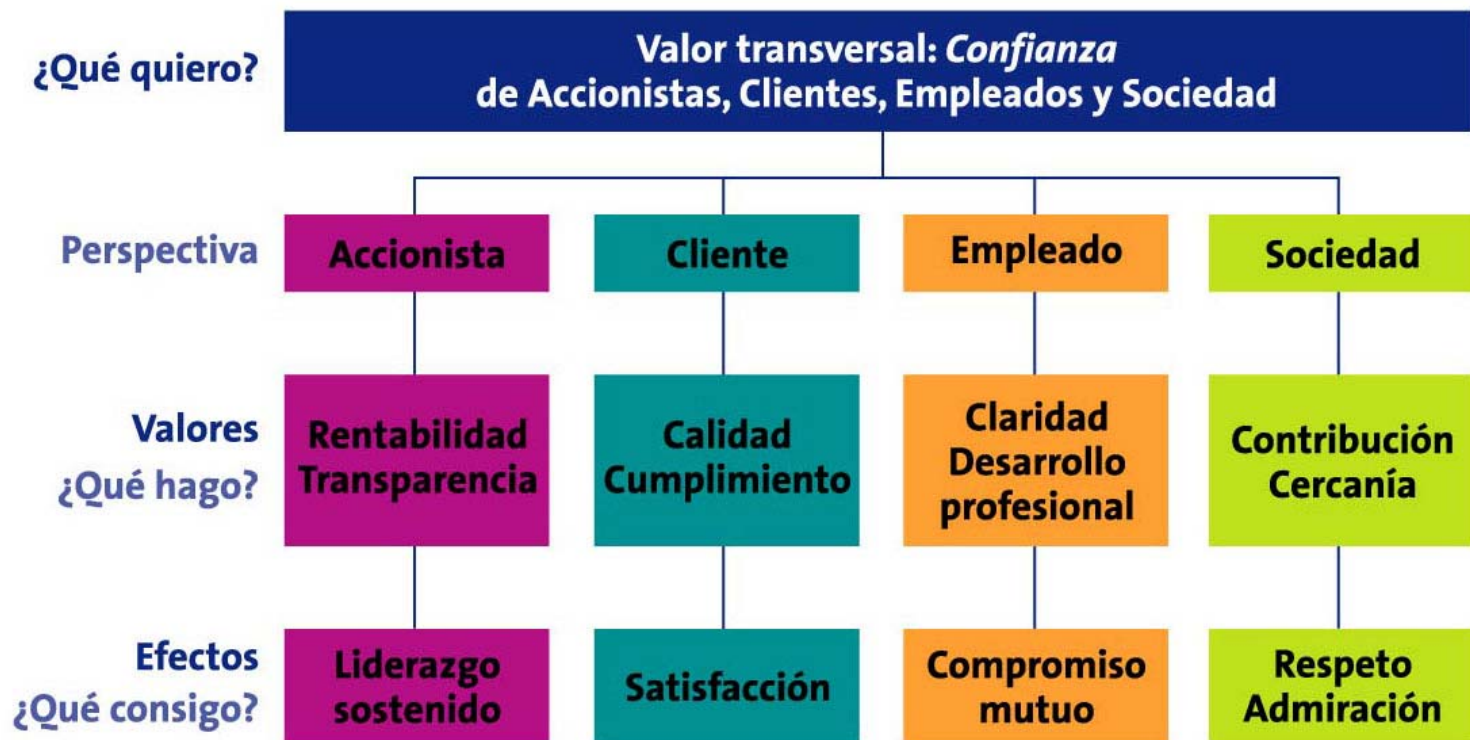 ¿Qué quiero?
Valor transversal: Confianza
de Accionistas, Clientes, Empleados y Sociedad
Perspectiva
Accionista
Cliente
Empleado
Sociedad
Valores
¿Qué hago?
Rentabilidad
Transparencia
Calidad
Cumplimiento
Claridad
Desarrollo
profesional
Contribución
Cercanía
Efectos
¿Qué consigo?
Liderazgo
sostenido
Satisfacción
Compromiso
mutuo
Respeto
Admiración